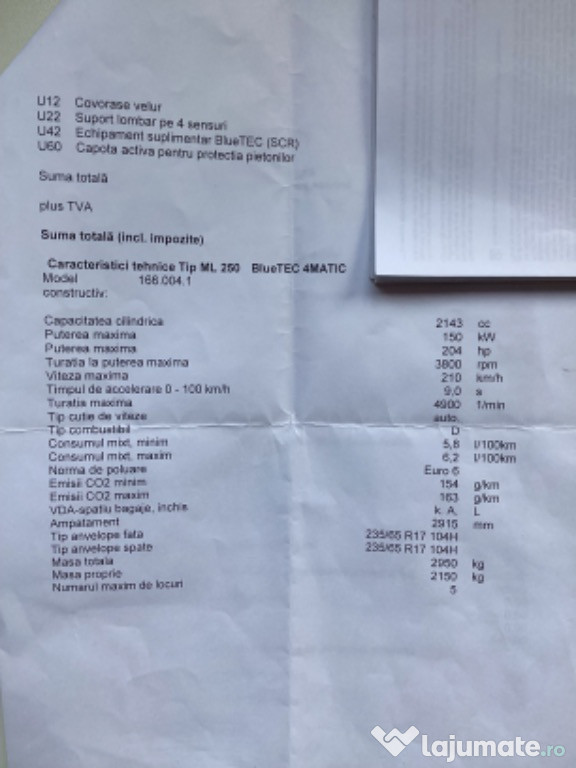 U12 Covorase velur
U22 Suport lombar pe 4 sensuri
U42 Echipament suplimentar BlueTEC (SCR)
U60 Capota activa pentru protectia pietonilor
Suma totală
plus TVA
Suma totală (incl. impozite)
Caracteristici tehnice Tip ML 250 BlueTEC 4MATIC
Model 166.004.1
constructiv:
Capacitatea cilindrica 2143 cc
Puterea maxima 150 kW
Puterea maxima 204 hp
Turatia la puterea maxima 3800 rpm
Viteza maxima 210 km/h
Timpul de accelerare 0 - 100 km/h 9,0 s
Turatia maxima 4900 1/min
Tip cutie de viteze auto.
Tip combustibil D
Consumul mixt, minim 5,8 l/100km
Consumul mixt, maxim 6,2 l/100km
Norma de poluare Euro 6
Emisii CO2 minim 154 g/km
Emisii CO2 maxim 163 g/km
VDA-spatiu bagaje, inchis k. A. L
Ampatament 2915 mm
Tip anvelope fata 235/65 R17 104H
Tip anvelope spate 235/65 R17 104H
Masa totala 2950 kg
Masa proprie 2150 kg
Numarul maxim de locuri 5
lajumate.ro